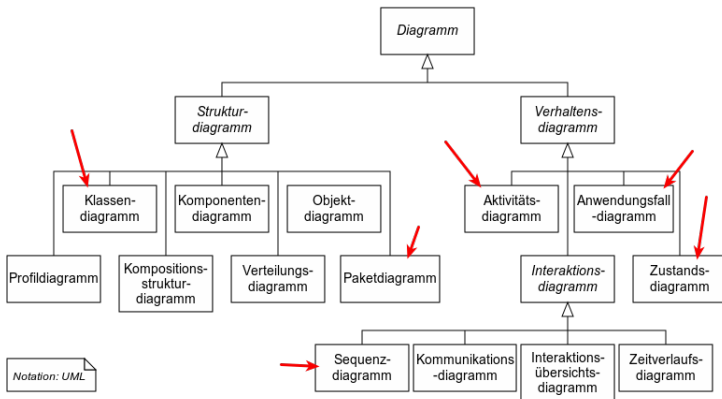 Diagramm
Struktur-
diagramm
Verhaltens-
diagramm
Klassen-
diagramm
Komponenten-
diagramm
Objekt-
diagramm
Aktivitäts-
diagramm
Anwendungsfall
-diagramm
Profildiagramm
Kompositions-
struktur-
diagramm
Verteilungs-
diagramm
Paketdiagramm
Interaktions-
diagramm
Zustands-
diagramm
Sequenz-
diagramm
Kommunikations
-diagramm
Interaktions-
übersichts-
diagramm
Zeitverlaufs-
diagramm
Notation: UML